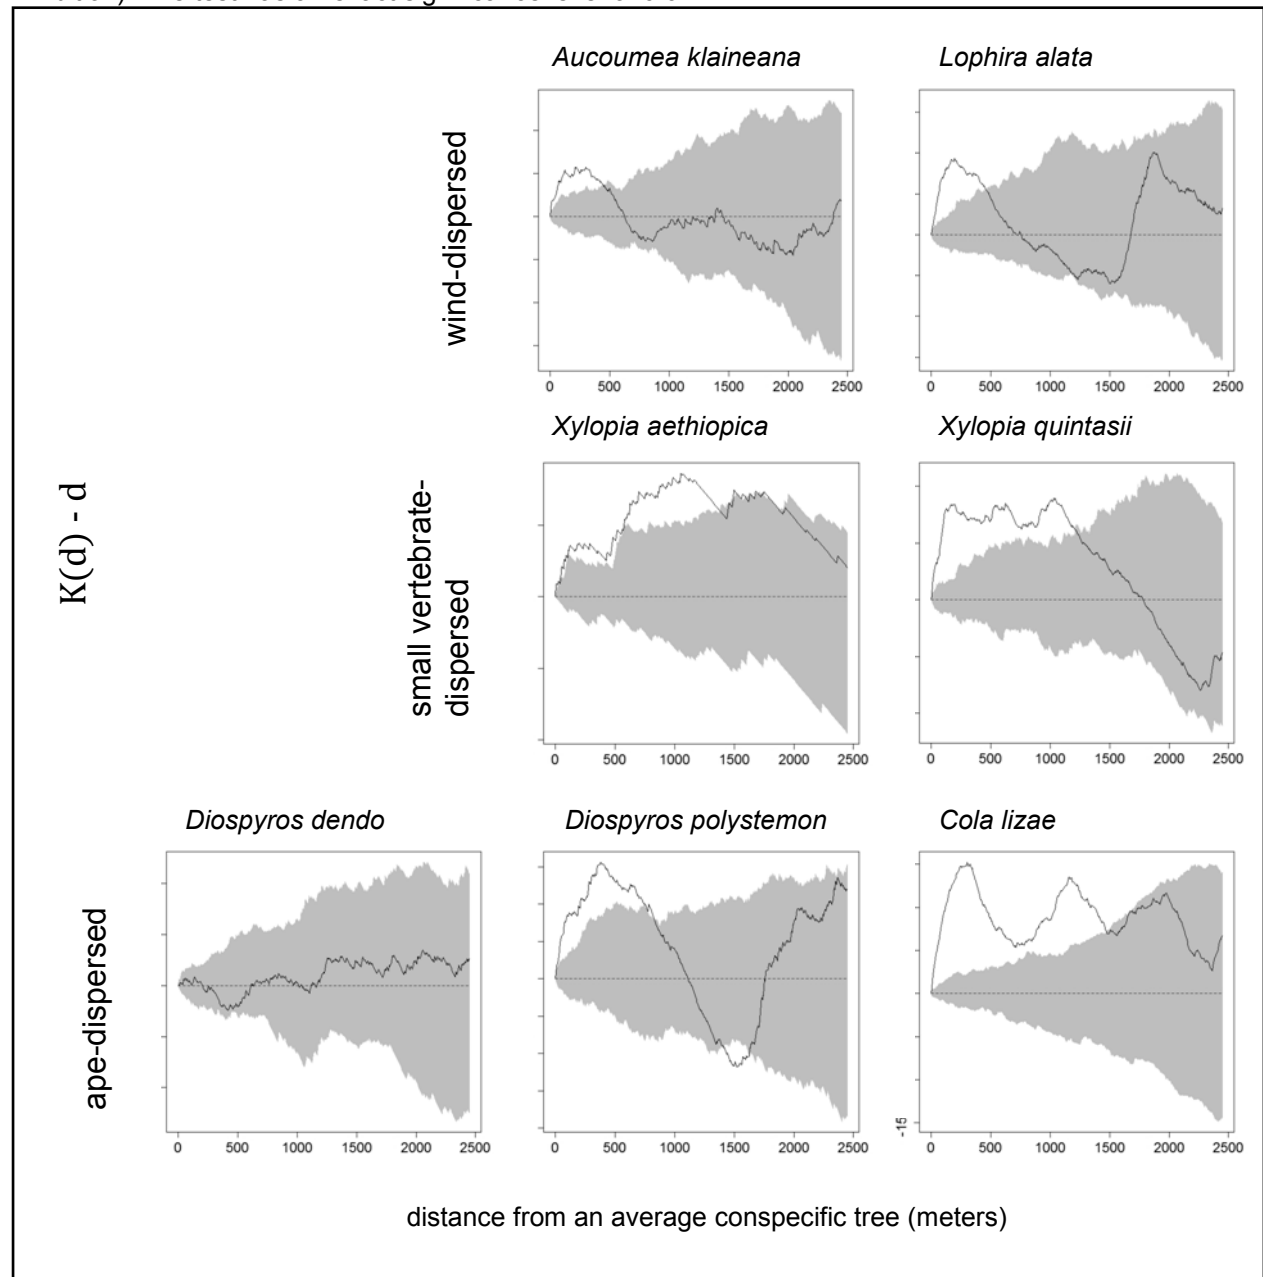 Aucoumea klaineana
Lophira alata
wind-dispersed
0 500 1000 1500 2000 2500
0 500 1000 1500 2000 2500
Xylopia aethiopica
Xylopia quintasii
K(d) - d
small vertebrate-
dispersed
0 500 1000 1500 2000 2500
0 500 1000 1500 2000 2500
Diospyros dendo
Diospyros polystemon
Cola lizae
ape-dispersed
-15
0 500 1000 1500 2000 2500
0 500 1000 1500 2000 2500
0 500 1000 1500 2000 2500
distance from an average conspecific tree (meters)